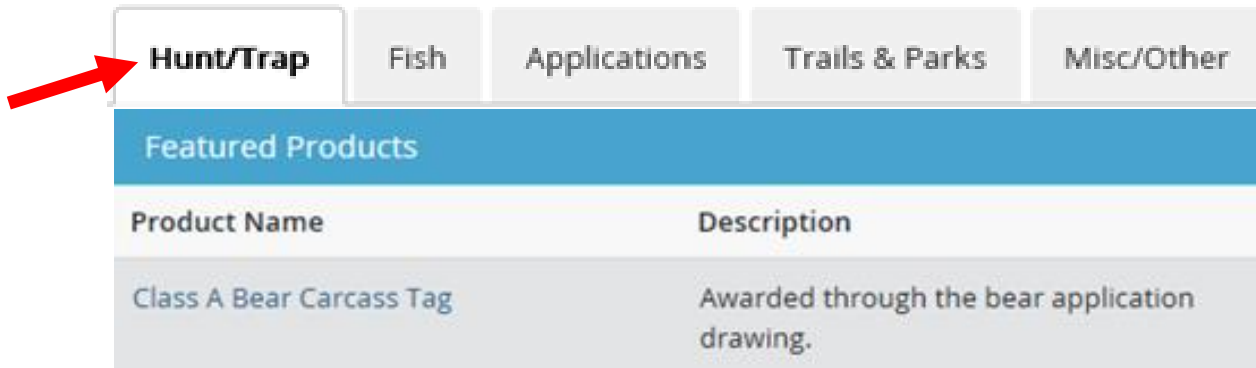 Hunt/Trap Fish Applications Trails & Parks Misc/Other
Featured Products
Product Name Description
Class A Bear Carcass Tag Awarded through the bear application
drawing.